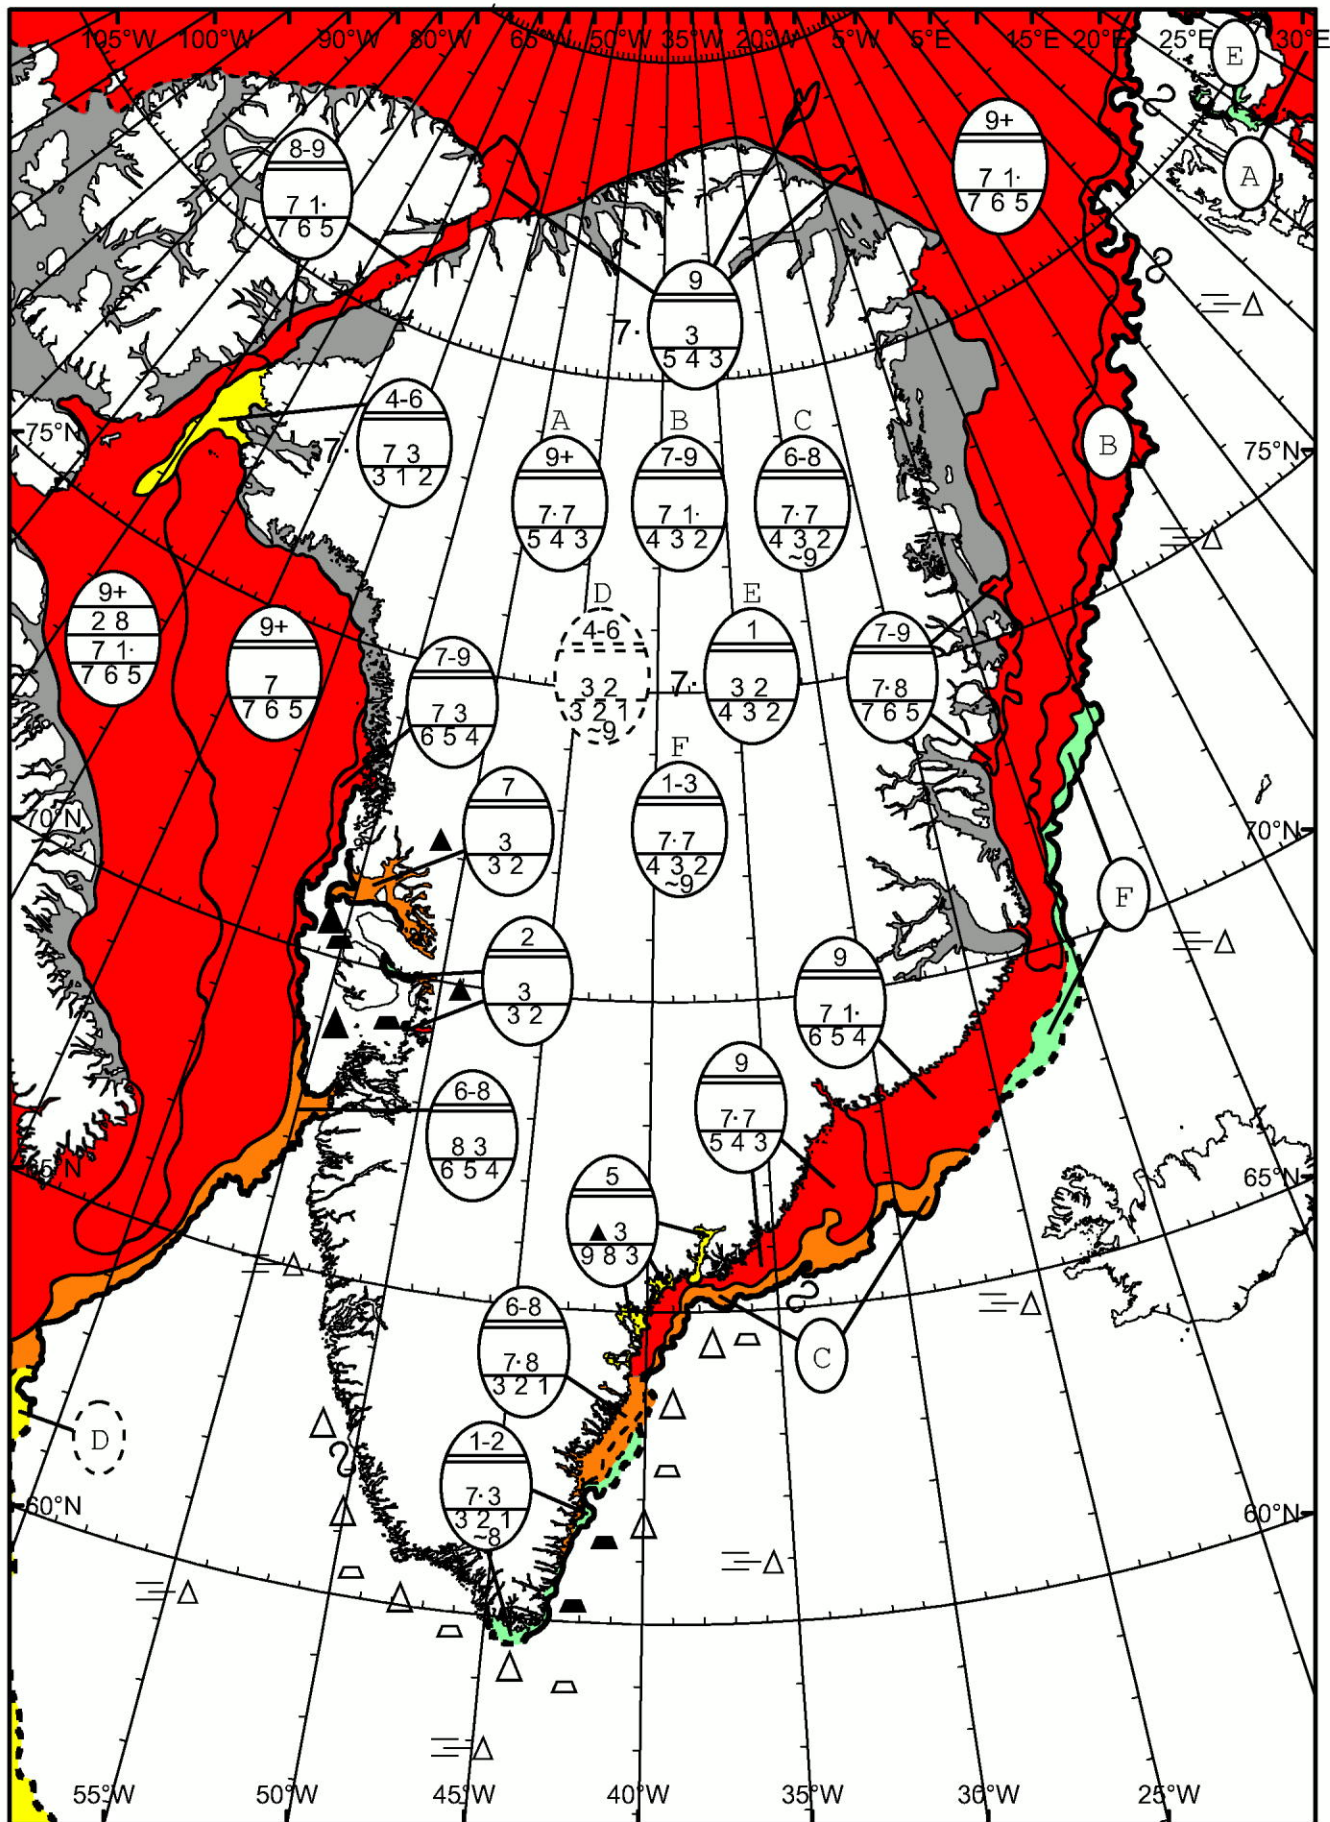 105°W 100°W 90°W 80°W 65°W 50°W 35°W 20°W 5°W 5°E 15°E 20°E 25°E 30°E
E
A
9+
7 1·
7 6 5
8-9
7 1·
7 6 5
9
7·
3
5 4 3
75°N
4-6
7·
7 3
3 1 2
B
75°N
A
9+
7·7
5 4 3
B
7-9
7 1·
4 3 2
C
6-8
7·7
4 3 2
~9
9+
2 8
7 1·
7 6 5
9+
7
7 6 5
7-9
7 3
6 5 4
D
4-6
3 2
3 2 1
~9
E
1
7·
3 2
4 3 2
7-9
7·8
7 6 5
F
1-3
7·7
4 3 2
~9
70°N
7
3
3 2
70°N
F
2
3
3 2
9
7 1·
6 5 4
9
7·7
5 4 3
6-8
8 3
6 5 4
65°N
65°N
5
▲3
9 8 3
6-8
7·8
3 2 1
C
D
1-2
7·3
3 2 1
~8
60°N
60°N
55°W 50°W 45°W 40°W 35°W 30°W 25°W